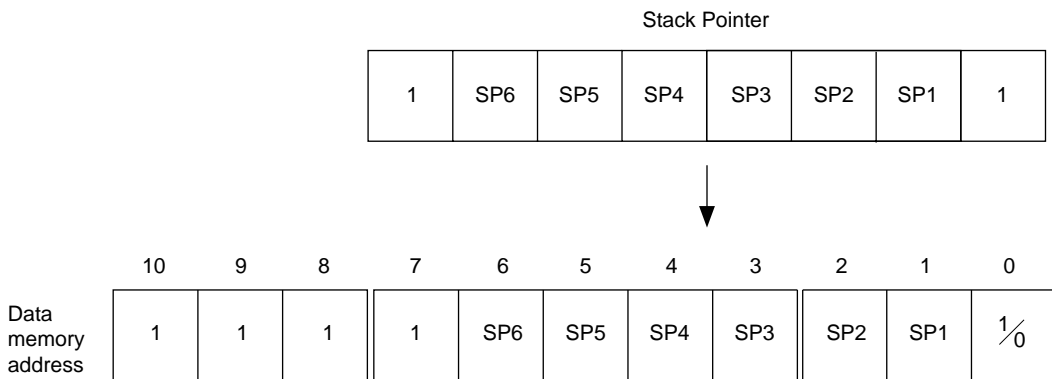 Stack Pointer
1 SP6 SP5 SP4 SP3 SP2 SP1 1
10 9 8 7 6 5 4 3 2 1 0
Data
memory
address
1 1 1 1 SP6 SP5 SP4 SP3 SP2 SP1 1/0